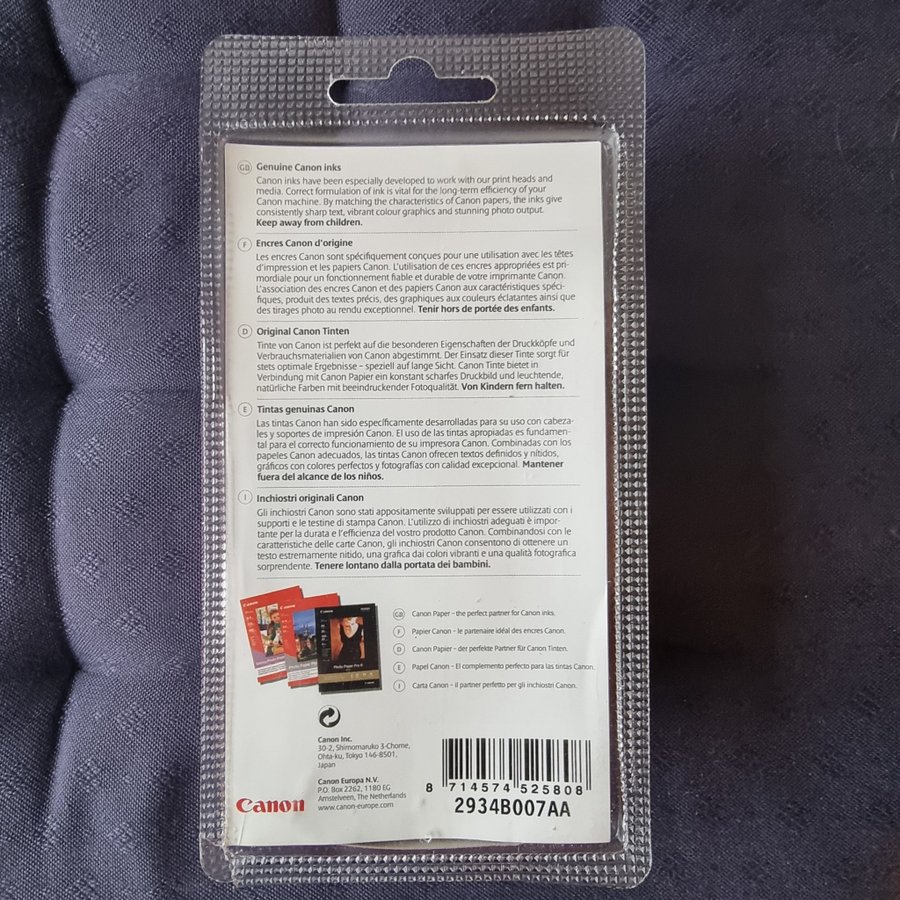 GB Genuine Canon inks
Canon inks have been especially developed to work with our print heads and
media. Correct formulation of ink is vital for the long-term efficiency of your
Canon machine. By matching the characteristics of Canon papers, the inks give
consistently sharp text, vibrant colour graphics and stunning photo output.
Keep away from children.
F Encres Canon d'origine
Les encres Canon sont spécifiquement conçues pour une utilisation avec les têtes
d'impression et les papiers Canon. L'utilisation de ces encres appropriées est pri-
mordiale pour un fonctionnement fiable et durable de votre imprimante Canon.
L'association des encres Canon et des papiers Canon aux caractéristiques spéci-
fiques, produit des textes précis, des graphiques aux couleurs éclatantes ainsi que
des tirages photo au rendu exceptionnel. Tenir hors de portée des enfants.
D Original Canon Tinten
Tinte von Canon ist perfekt auf die besonderen Eigenschaften der Druckköpfe und
Verbrauchsmaterialien von Canon abgestimmt. Der Einsatz dieser Tinte sorgt für
stets optimale Ergebnisse – speziell auf lange Sicht. Canon Tinte bietet in
Verbindung mit Canon Papier ein konstant scharfes Druckbild und leuchtende,
natürliche Farben mit beeindruckender Fotoqualität. Von Kindern fern halten.
E Tintas genuinas Canon
Las tintas Canon han sido específicamente desarrolladas para su uso con cabeza-
les y soportes de impresión Canon. El uso de las tintas apropiadas es fundamen-
tal para el correcto funcionamiento de su impresora Canon. Combinadas con los
papeles Canon adecuados, las tintas Canon ofrecen textos definidos y nítidos,
gráficos con colores perfectos y fotografías con calidad excepcional. Mantener
fuera del alcance de los niños.
I Inchiostri originali Canon
Gli inchiostri Canon sono stati appositamente sviluppati per essere utilizzati con i
supporti e le testine di stampa Canon. L'utilizzo di inchiostri adeguati è impor-
tante per la durata e l'efficienza del vostro prodotto Canon. Combinandosi con le
caratteristiche delle carte Canon, gli inchiostri Canon consentono di ottenere un
testo estremamente nitido, una grafica dai colori vibranti e una qualità fotografica
sorprendente. Tenere lontano dalla portata dei bambini.
Canon
Canon
Canon
Photo Paper Pro II
GB Canon Paper – the perfect partner for Canon inks.
F Papier Canon – le partenaire idéal des encres Canon.
D Canon Papier – der perfekte Partner für Canon Tinten.
E Papel Canon – El complemento perfecto para las tintas Canon.
I Carta Canon – il partner perfetto per gli inchiostri Canon.
Canon Inc.
30-2, Shimomaruko 3-Chome,
Ohta-ku, Tokyo 146-8501,
Japan
Canon Europa N.V.
P.O. Box 2262, 1180 EG
Amstelveen, The Netherlands
www.canon-europe.com
Canon
8 714574 525808
2934B007AA